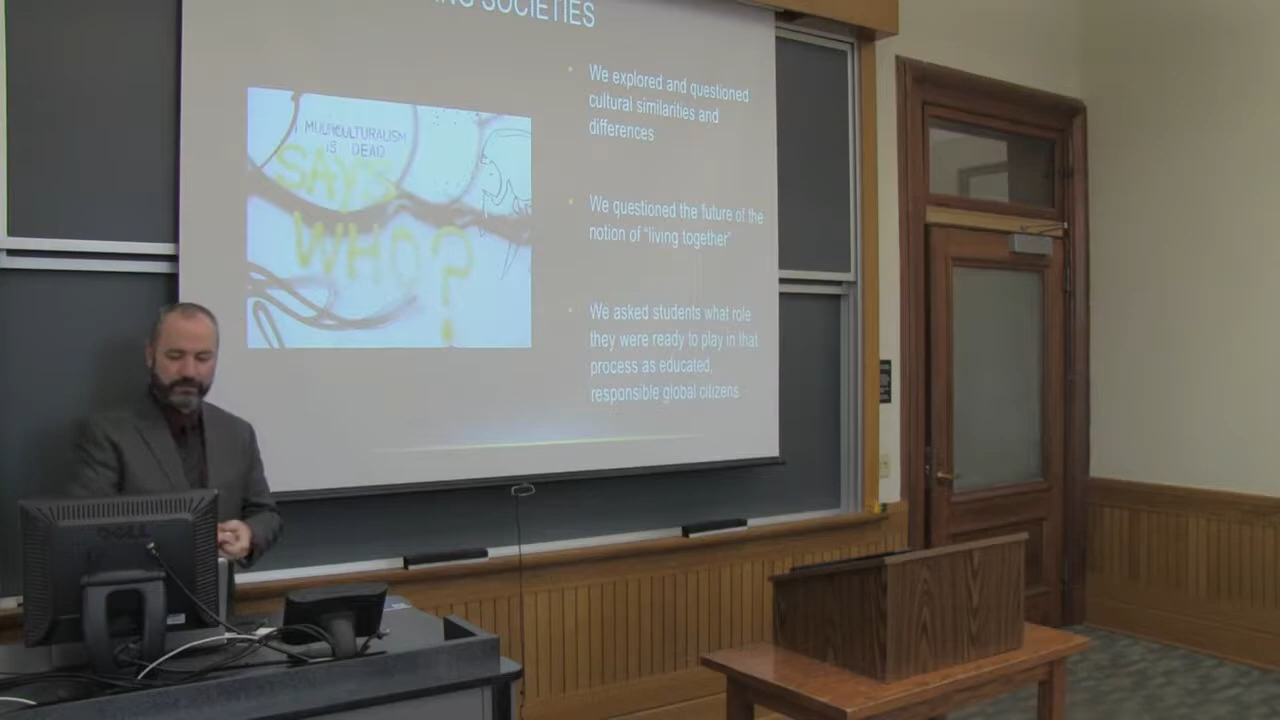 SOCIETIES
MULTICULTURALISM
IS DEAD
SAYS
WHO?
• We explored and questioned
cultural similarities and
differences
• We questioned the future of the
notion of "living together"
• We asked students what role
they were ready to play in that
process as educated,
responsible global citizens
DELL